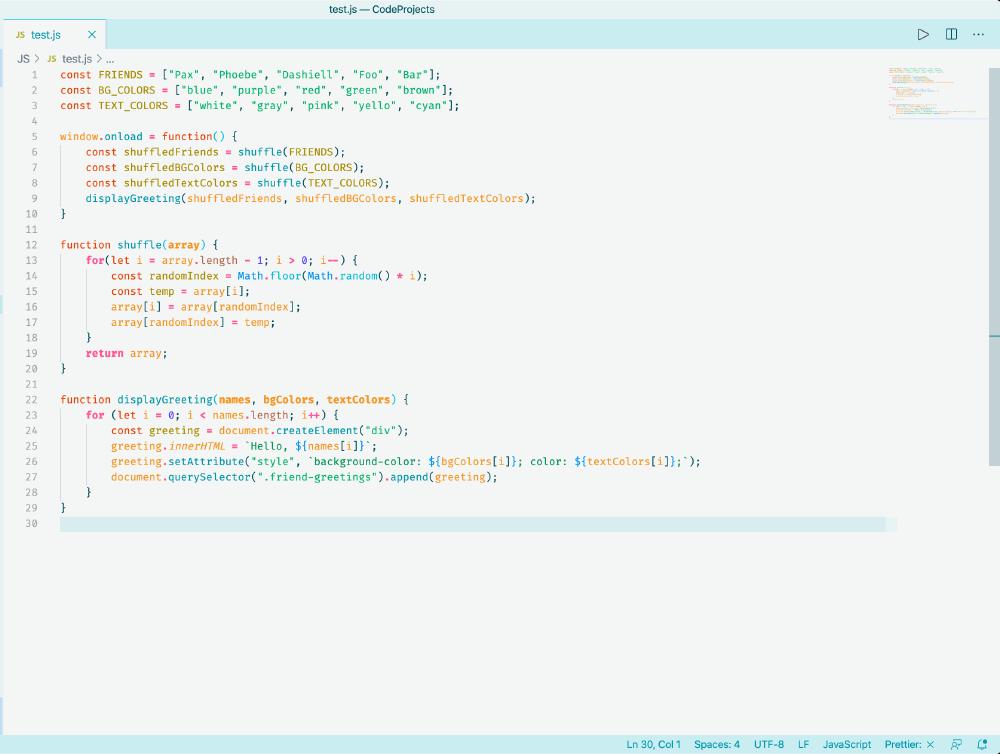 test.js — CodeProjects
JS test.js
JS > JS test.js > ...
1 const FRIENDS = ["Pax", "Phoebe", "Dashiell", "Foo", "Bar"];
2 const BG_COLORS = ["blue", "purple", "red", "green", "brown"];
3 const TEXT_COLORS = ["white", "gray", "pink", "yello", "cyan"];
4
5 window.onload = function() {
6     const shuffledFriends = shuffle(FRIENDS);
7     const shuffledBGColors = shuffle(BG_COLORS);
8     const shuffledTextColors = shuffle(TEXT_COLORS);
9     displayGreeting(shuffledFriends, shuffledBGColors, shuffledTextColors);
10 }
11
12 function shuffle(array) {
13     for(let i = array.length - 1; i > 0; i--) {
14         const randomIndex = Math.floor(Math.random() * i);
15         const temp = array[i];
16         array[i] = array[randomIndex];
17         array[randomIndex] = temp;
18     }
19     return array;
20 }
21
22 function displayGreeting(names, bgColors, textColors) {
23     for (let i = 0; i < names.length; i++) {
24         const greeting = document.createElement("div");
25         greeting.innerHTML = `Hello, ${names[i]}`;
26         greeting.setAttribute("style", `background-color: ${bgColors[i]}; color: ${textColors[i]};`);
27         document.querySelector(".friend-greetings").append(greeting);
28     }
29 }
30
Ln 30, Col 1 Spaces: 4 UTF-8 LF JavaScript Prettier: ×